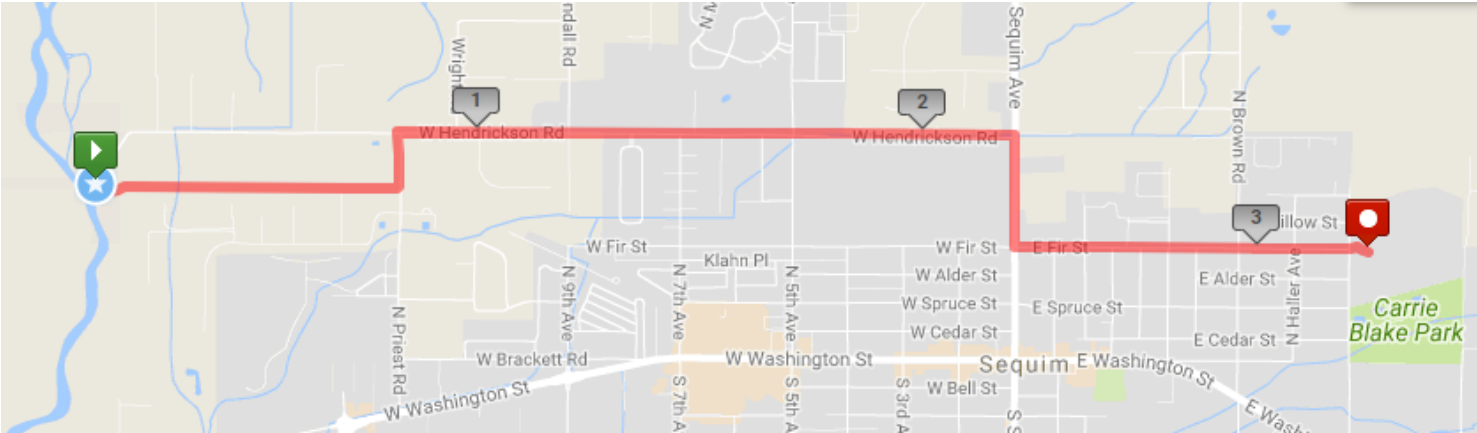 W N
ndall Rd
Sequim Ave
Wright
1
2
N Brown Rd
W Hendrickson Rd
W Hendrickson Rd
3
illow St
W Fir St
W Fir St
E Fir St
Klahn Pl
N 9th Ave
N 7th Ave
N 5th Ave
W Alder St
E Alder St
N Haller Ave
W Spruce St
E Spruce St
Carrie
Blake Park
N Priest Rd
W Cedar St
E Cedar St
W Brackett Rd
W Washington St
Sequim
E Washington St
W Washington St
S 7th A
S 5th A
S 3rd A
W Bell St
S S
E Wash